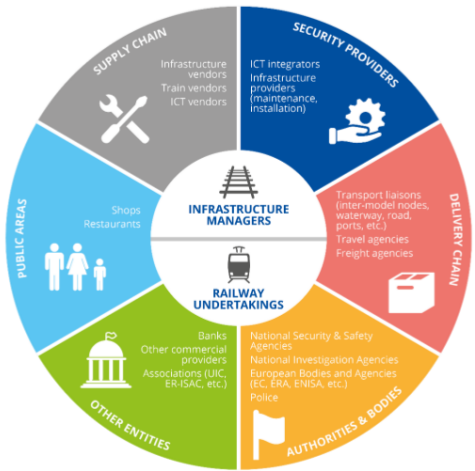 SUPPLY CHAIN
Infrastructure
vendors
Train vendors
ICT vendors
SECURITY PROVIDERS
ICT integrators
Infrastructure
providers
(maintenance,
installation)
PUBLIC AREAS
Shops
Restaurants
INFRASTRUCTURE
MANAGERS
RAILWAY
UNDERTAKINGS
DELIVERY CHAIN
Transport liaisons
(inter-model nodes,
waterway, road,
ports, etc.)
Travel agencies
Freight agencies
OTHER ENTITIES
Banks
Other commercial
providers
Associations (UIC,
ER-ISAC, etc.)
AUTHORITIES & BODIES
National Security & Safety
Agencies
National Investigation Agencies
European Bodies and Agencies
(EC, ERA, ENISA, etc.)
Police